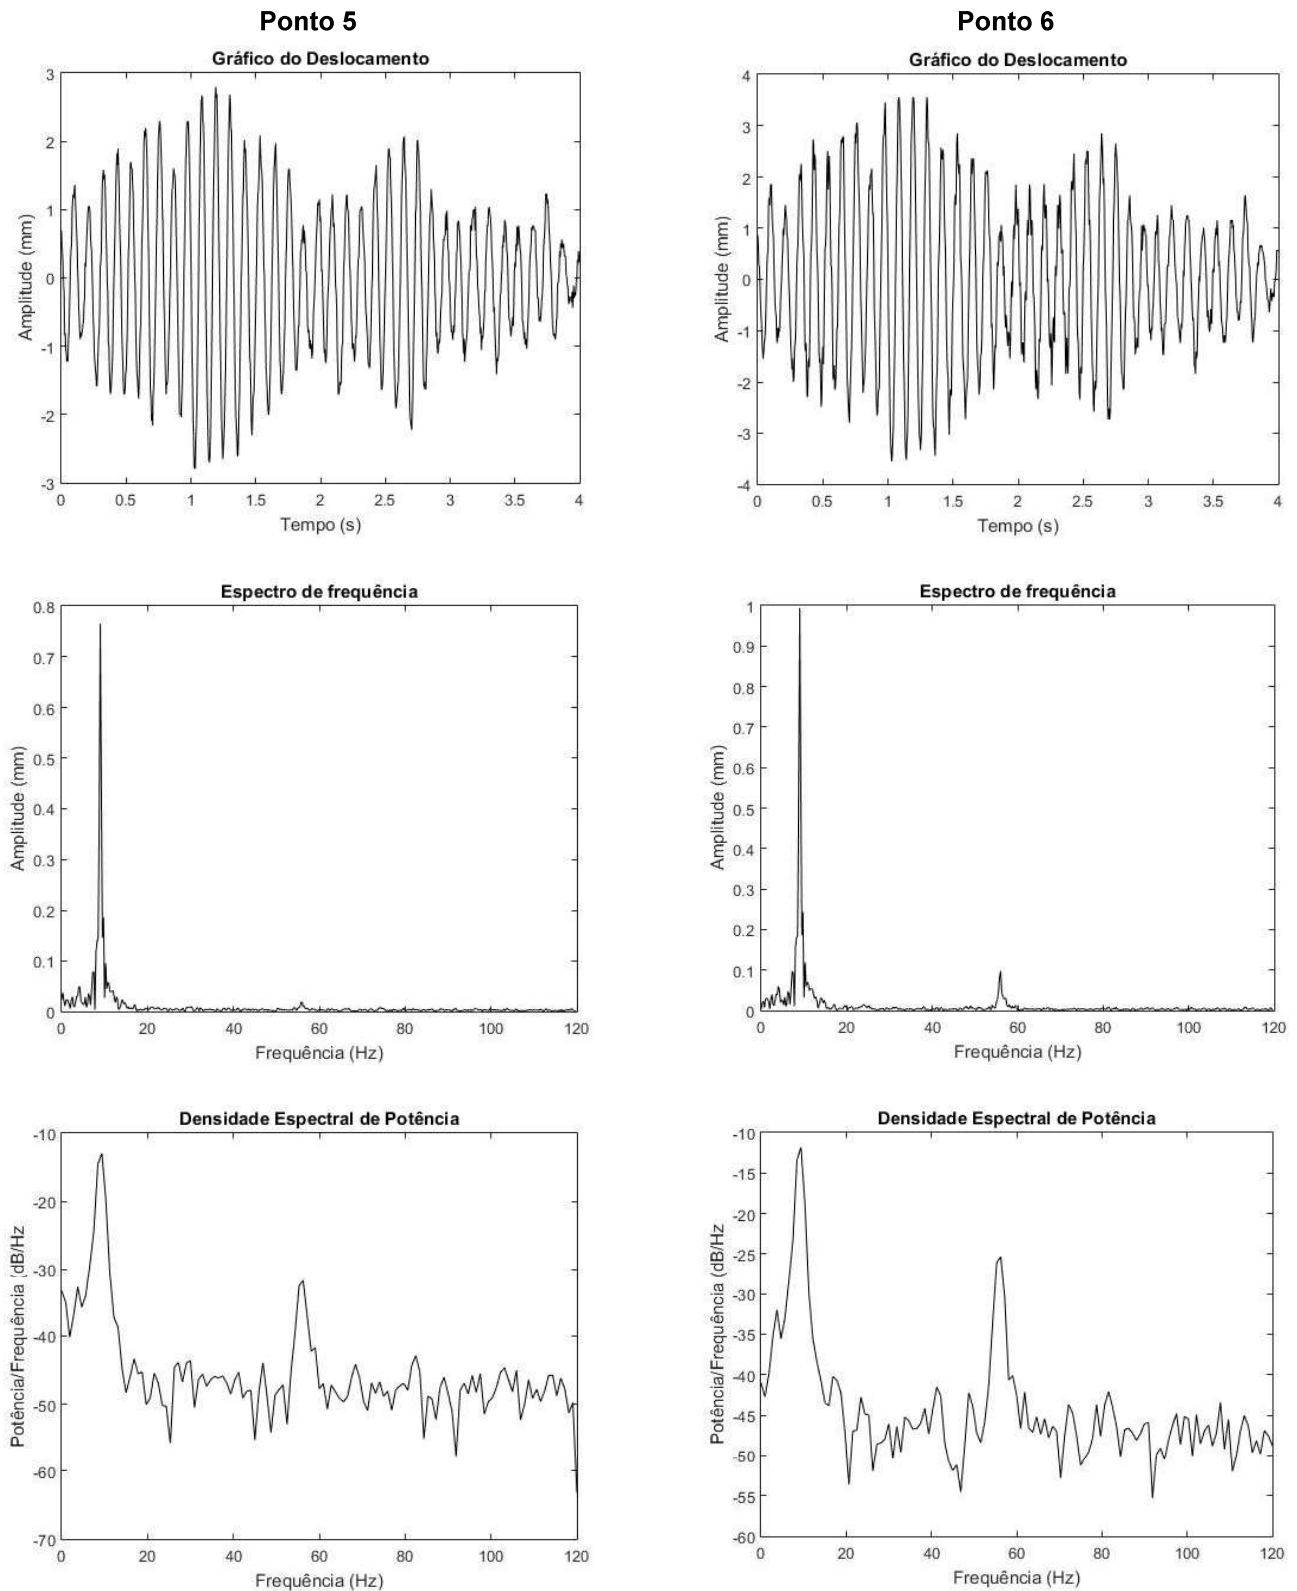 Ponto 5
Gráfico do Deslocamento
3
2
1
0
-1
-2
-3
Amplitude (mm)
0 0.5 1 1.5 2 2.5 3 3.5 4
Tempo (s)
Espectro de frequência
0.8
0.7
0.6
0.5
0.4
0.3
0.2
0.1
0
Amplitude (mm)
0 20 40 60 80 100 120
Frequência (Hz)
Densidade Espectral de Potência
-10
-20
-30
-40
-50
-60
-70
Potência/Frequência (dB/Hz
0 20 40 60 80 100 120
Frequência (Hz)
Ponto 6
Gráfico do Deslocamento
4
3
2
1
0
-1
-2
-3
-4
Amplitude (mm)
0 0.5 1 1.5 2 2.5 3 3.5 4
Tempo (s)
Espectro de frequência
1
0.9
0.8
0.7
0.6
0.5
0.4
0.3
0.2
0.1
0
Amplitude (mm)
0 20 40 60 80 100 120
Frequência (Hz)
Densidade Espectral de Potência
-10
-15
-20
-25
-30
-35
-40
-45
-50
-55
-60
Potência/Frequência (dB/Hz
0 20 40 60 80 100 120
Frequência (Hz)